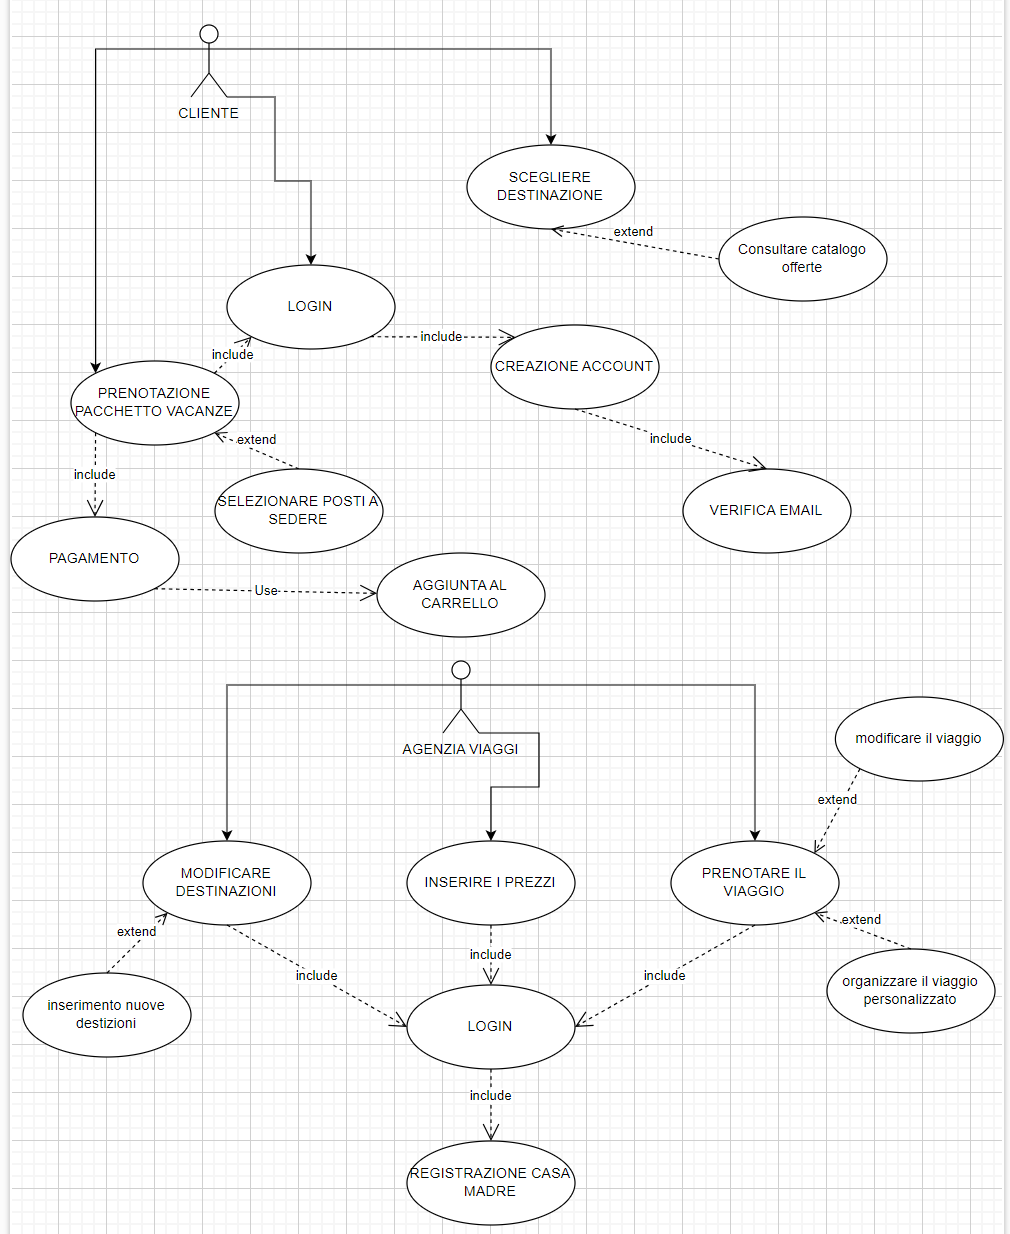 CLIENTE
SCEGLIERE
DESTINAZIONE
extend
Consultare catalogo
offerte
LOGIN
include
include
CREAZIONE ACCOUNT
PRENOTAZIONE
PACCHETTO VACANZE
extend
include
include
SELEZIONARE POSTI A
SEDERE
VERIFICA EMAIL
PAGAMENTO
Use
AGGIUNTA AL
CARRELLO
AGENZIA VIAGGI
modificare il viaggio
extend
MODIFICARE
DESTINAZIONI
INSERIRE I PREZZI
PRENOTARE IL
VIAGGIO
extend
extend
include
include
include
inserimento nuove
destizioni
organizzare il viaggio
personalizzato
LOGIN
include
REGISTRAZIONE CASA
MADRE